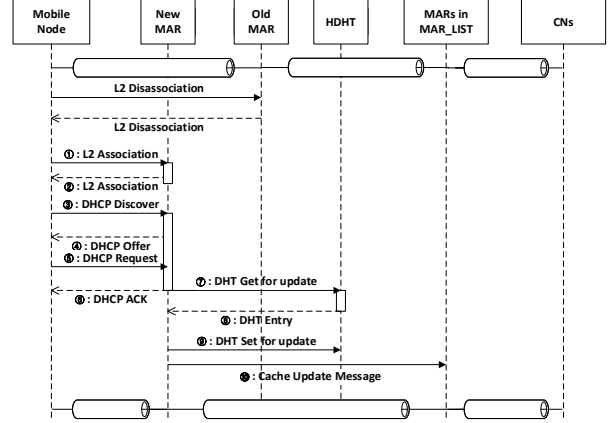 Mobile
Node
New
MAR
Old
MAR
HDHT
MARs in
MAR_LIST
CNs
L2 Disassociation
L2 Disassociation
① : L2 Association
② : L2 Association
③ : DHCP Discover
④ : DHCP Offer
⑤ : DHCP Request
⑦ : DHT Get for update
⑥ : DHCP ACK
⑧ : DHT Entry
⑨ : DHT Set for update
⑩ : Cache Update Message